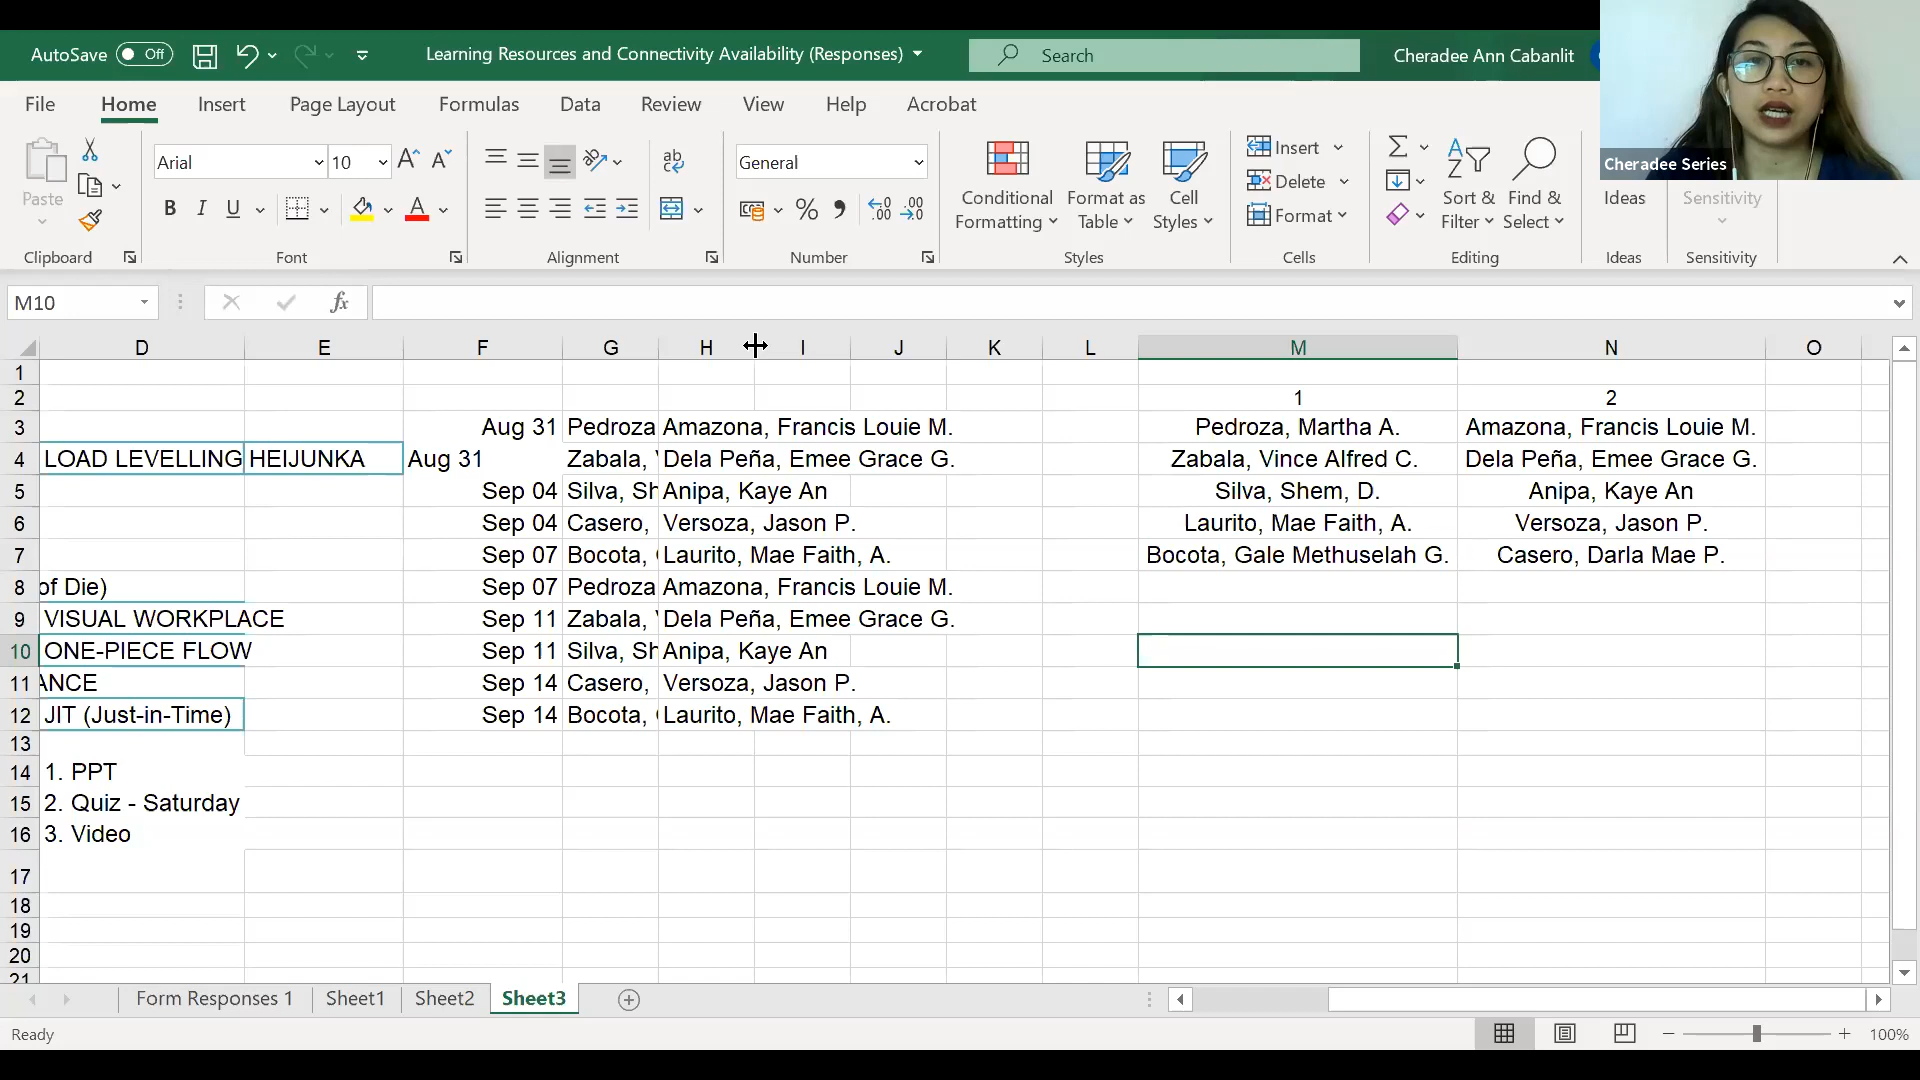 AutoSave Off Learning Resources and Connectivity Availability (Responses) Search Cheradee Ann Cabanlit
File Home Insert Page Layout Formulas Data Review View Help Acrobat
Cheradee Series
Paste Arial 10 General Conditional Formatting Format as Table Cell Styles Insert Delete Format Sort & Filter Find & Select Ideas Sensitivity
Clipboard Font Alignment Number Styles Cells Editing Ideas Sensitivity
M10 fx
D E F G H I J K L M N O
1
2 1 2
3 Aug 31 Pedroza Amazona, Francis Louie M. Pedroza, Martha A. Amazona, Francis Louie M.
4 LOAD LEVELLING HEIJUNKA Aug 31 Zabala, Dela Peña, Emee Grace G. Zabala, Vince Alfred C. Dela Peña, Emee Grace G.
5 Sep 04 Silva, Sh Anipa, Kaye An Silva, Shem, D. Anipa, Kaye An
6 Sep 04 Casero, Versoza, Jason P. Laurito, Mae Faith, A. Versoza, Jason P.
7 Sep 07 Bocota, Laurito, Mae Faith, A. Bocota, Gale Methuselah G. Casero, Darla Mae P.
8 of Die) Sep 07 Pedroza Amazona, Francis Louie M.
9 VISUAL WORKPLACE Sep 11 Zabala, Dela Peña, Emee Grace G.
10 ONE-PIECE FLOW Sep 11 Silva, Sh Anipa, Kaye An
11 ANCE Sep 14 Casero, Versoza, Jason P.
12 JIT (Just-in-Time) Sep 14 Bocota, Laurito, Mae Faith, A.
13
14 1. PPT
15 2. Quiz - Saturday
16 3. Video
17
18
19
20
21
Form Responses 1 Sheet1 Sheet2 Sheet3
Ready 100%